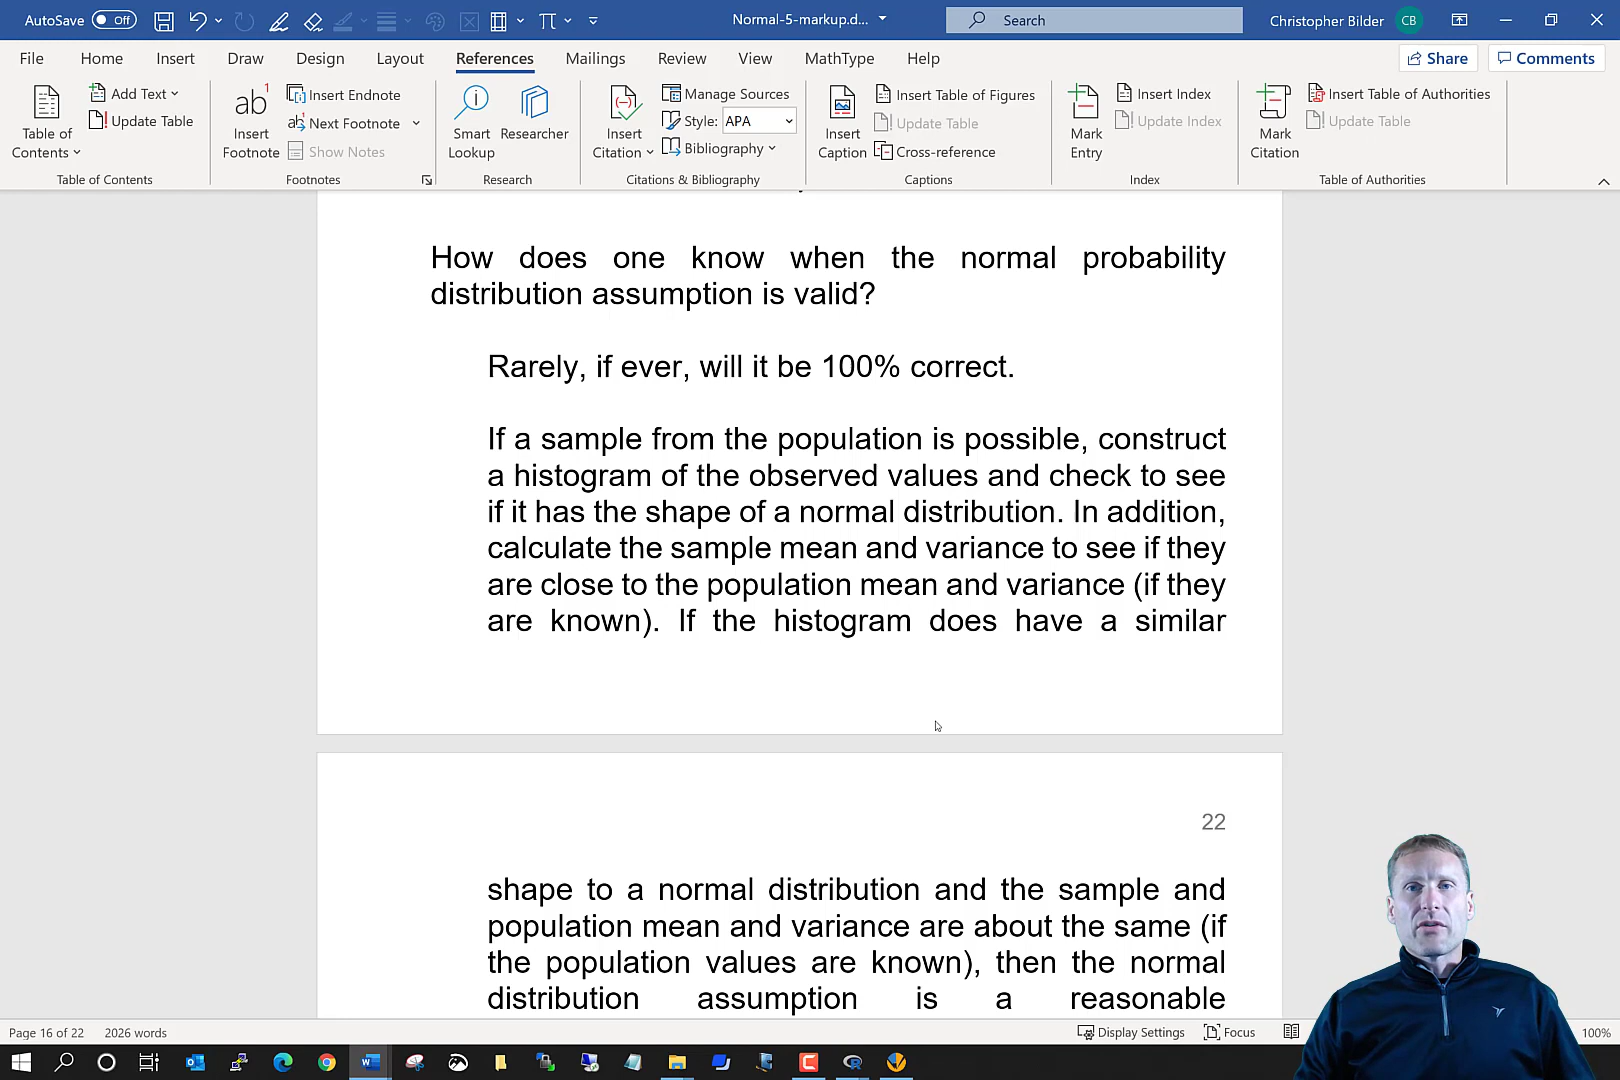 AutoSave Off Normal-5-markup.d... Search Christopher Bilder CB
File Home Insert Draw Design Layout References Mailings Review View MathType Help Share Comments
Table of Contents
Add Text
Update Table
Table of Contents
ab 1
Insert Footnote
Insert Endnote
Next Footnote
Show Notes
Footnotes
Smart Lookup
Researcher
Research
Insert Citation
Manage Sources
Style: APA
Bibliography
Citations & Bibliography
Insert Caption
Insert Table of Figures
Update Table
Cross-reference
Captions
Mark Entry
Insert Index
Update Index
Index
Mark Citation
Insert Table of Authorities
Update Table
Table of Authorities
How does one know when the normal probability
distribution assumption is valid?
Rarely, if ever, will it be 100% correct.
If a sample from the population is possible, construct
a histogram of the observed values and check to see
if it has the shape of a normal distribution. In addition,
calculate the sample mean and variance to see if they
are close to the population mean and variance (if they
are known). If the histogram does have a similar
22
shape to a normal distribution and the sample and
population mean and variance are about the same (if
the population values are known), then the normal
distribution assumption is a reasonable
Page 16 of 22 2026 words Display Settings Focus 100%